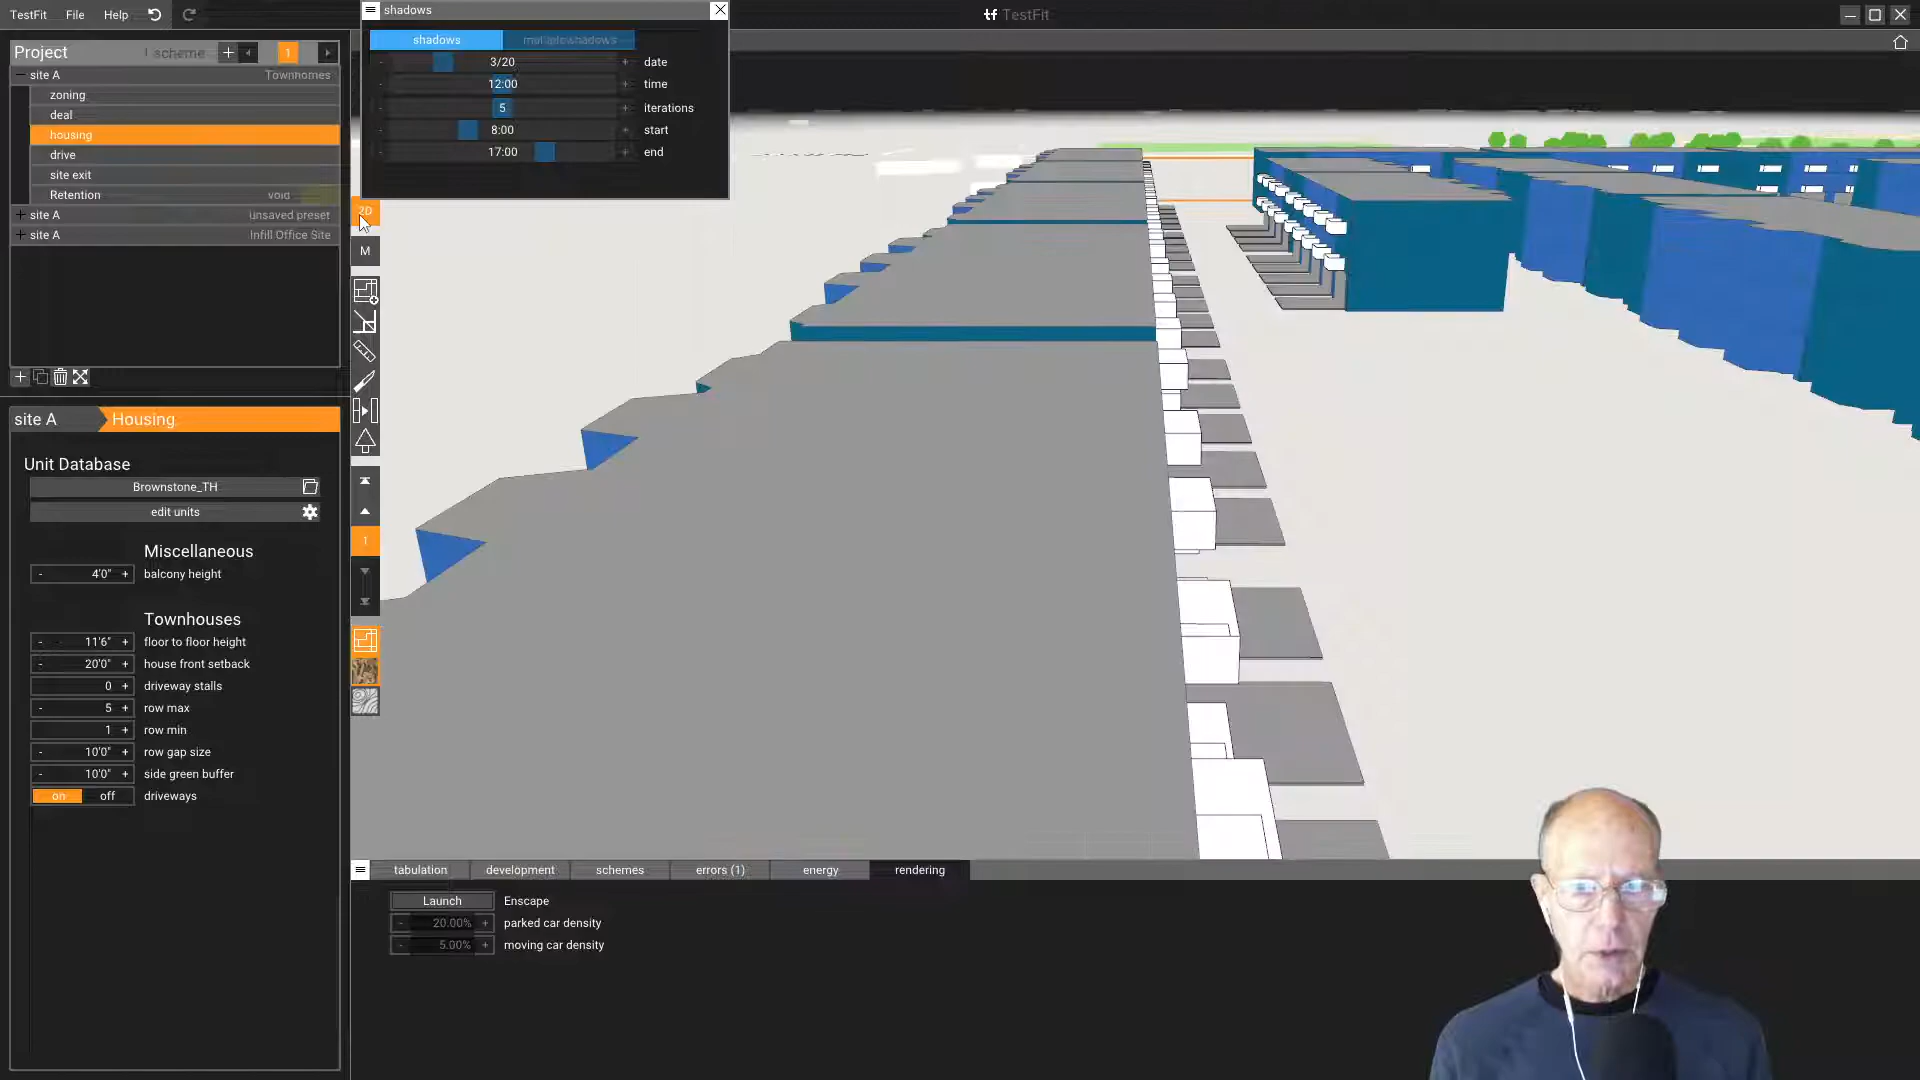 TestFit File Help
TestFit
shadows
shadows
3/20 date
12:00 time
5 iterations
8:00 start
17:00 end
Project scheme + 1
site A Townhomes
zoning
deal
housing
drive
site exit
Retention void
site A unsaved preset
site A Infill Office Site
2D
M
1
site A Housing
Unit Database
Brownstone_TH
edit units
Miscellaneous
- 4'0" + balcony height
Townhouses
- 11'6" + floor to floor height
- 20'0" + house front setback
0 + driveway stalls
- 5 + row max
1 + row min
- 10'0" + row gap size
- 10'0" + side green buffer
on off driveways
tabulation development schemes errors (1) energy rendering
Launch Enscape
- 20.00% + parked car density
- 5.00% + moving car density